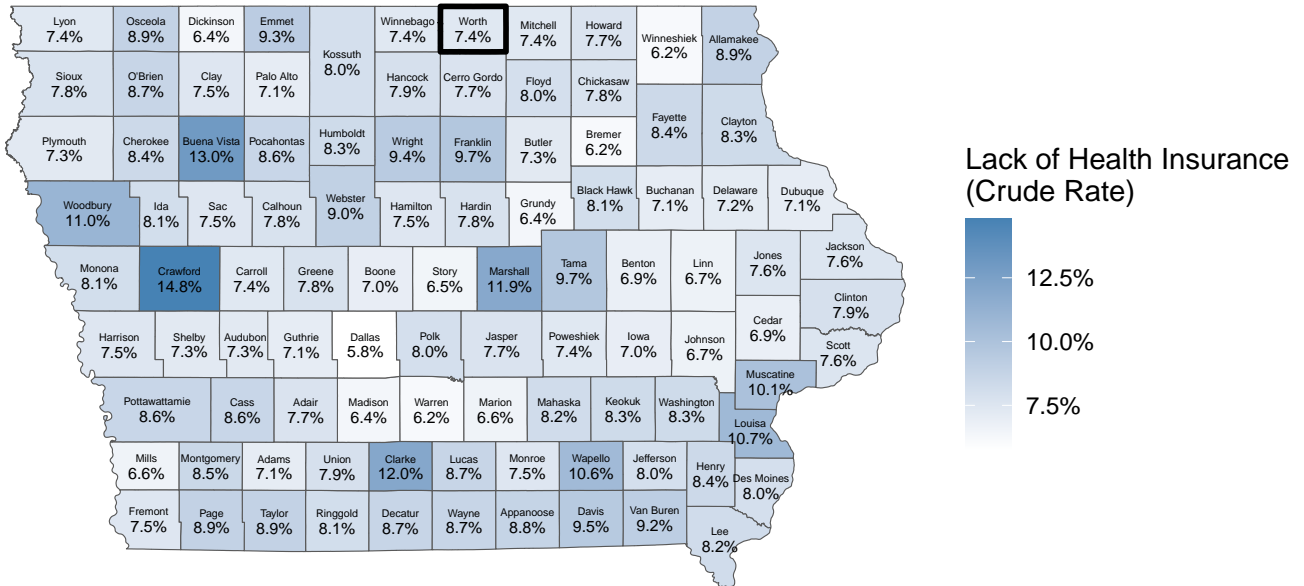 Lyon
7.4%
Osceola
8.9%
Dickinson
6.4%
Emmet
9.3%
Kossuth
8.0%
Winnebago
7.4%
Worth
7.4%
Mitchell
7.4%
Howard
7.7%
Winneshiek
6.2%
Allamakee
8.9%
Sioux
7.8%
O'Brien
8.7%
Clay
7.5%
Palo Alto
7.1%
Hancock
7.9%
Cerro Gordo
7.7%
Floyd
8.0%
Chickasaw
7.8%
Fayette
8.4%
Clayton
8.3%
Plymouth
7.3%
Cherokee
8.4%
Buena Vista
13.0%
Pocahontas
8.6%
Humboldt
8.3%
Wright
9.4%
Franklin
9.7%
Butler
7.3%
Bremer
6.2%
Woodbury
11.0%
Ida
8.1%
Sac
7.5%
Calhoun
7.8%
Webster
9.0%
Hamilton
7.5%
Hardin
7.8%
Grundy
6.4%
Black Hawk
8.1%
Buchanan
7.1%
Delaware
7.2%
Dubuque
7.1%
Monona
8.1%
Crawford
14.8%
Carroll
7.4%
Greene
7.8%
Boone
7.0%
Story
6.5%
Marshall
11.9%
Tama
9.7%
Benton
6.9%
Linn
6.7%
Jones
7.6%
Jackson
7.6%
Clinton
7.9%
Harrison
7.5%
Shelby
7.3%
Audubon
7.3%
Guthrie
7.1%
Dallas
5.8%
Polk
8.0%
Jasper
7.7%
Poweshiek
7.4%
Iowa
7.0%
Johnson
6.7%
Cedar
6.9%
Scott
7.6%
Muscatine
10.1%
Pottawattamie
8.6%
Cass
8.6%
Adair
7.7%
Madison
6.4%
Warren
6.2%
Marion
6.6%
Mahaska
8.2%
Keokuk
8.3%
Washington
8.3%
Louisa
10.7%
Mills
6.6%
Montgomery
8.5%
Adams
7.1%
Union
7.9%
Clarke
12.0%
Lucas
8.7%
Monroe
7.5%
Wapello
10.6%
Jefferson
8.0%
Henry
8.4%
Des Moines
8.0%
Fremont
7.5%
Page
8.9%
Taylor
8.9%
Ringgold
8.1%
Decatur
8.7%
Wayne
8.7%
Appanoose
8.8%
Davis
9.5%
Van Buren
9.2%
Lee
8.2%
Lack of Health Insurance
(Crude Rate)
12.5%
10.0%
7.5%